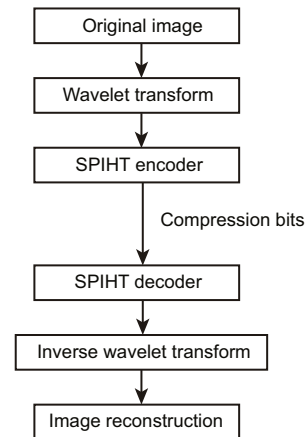 Original image
Wavelet transform
SPIHT encoder
Compression bits
SPIHT decoder
Inverse wavelet transform
Image reconstruction